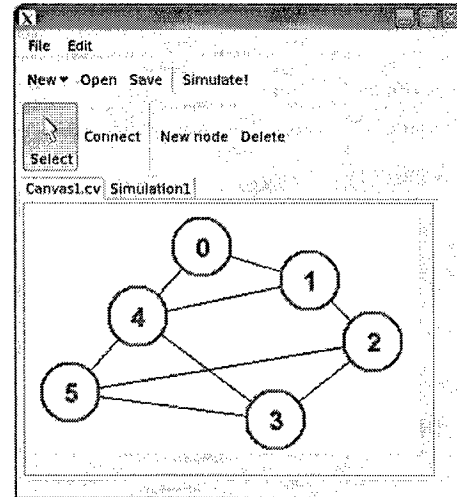 File Edit
New Open Save Simulate!
Connect New node Delete
Select
Canvas1.cv Simulation1
0
1
4
2
5
3